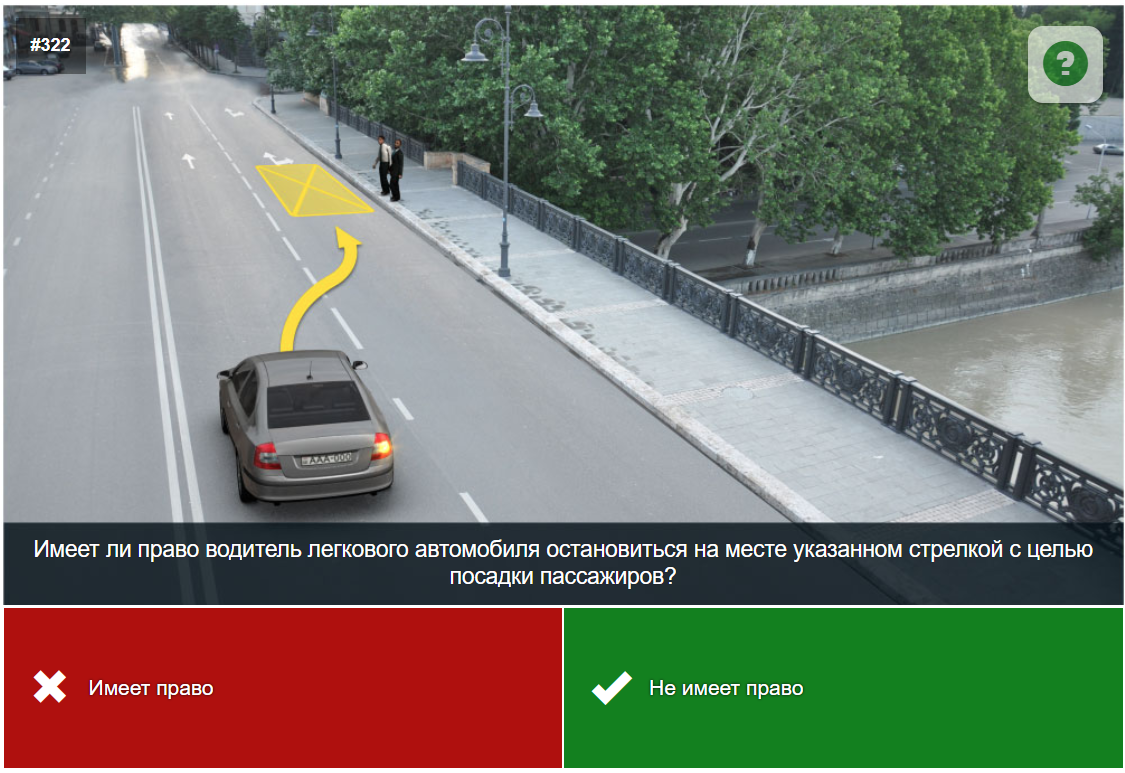 #322
?
AAA-000
Имеет ли право водитель легкового автомобиля остановиться на месте указанном стрелкой с целью
посадки пассажиров?
Имеет право
Не имеет право